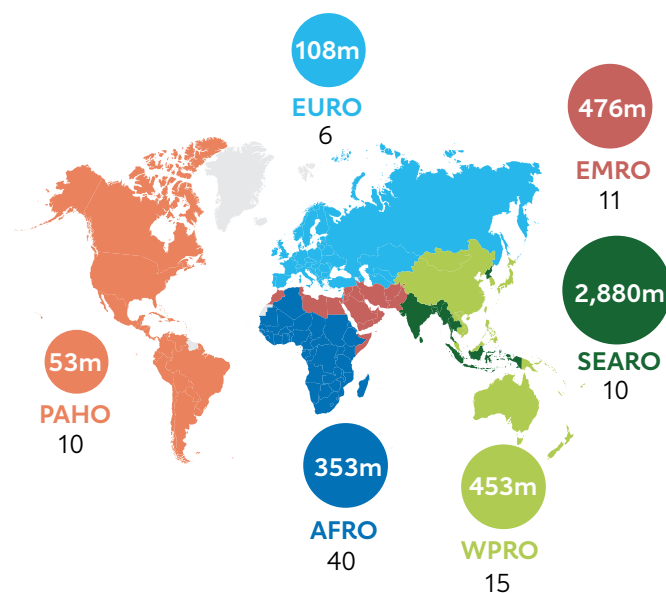 108m
EURO
6
476m
EMRO
11
2,880m
SEARO
10
53m
PAHO
10
353m
AFRO
40
453m
WPRO
15